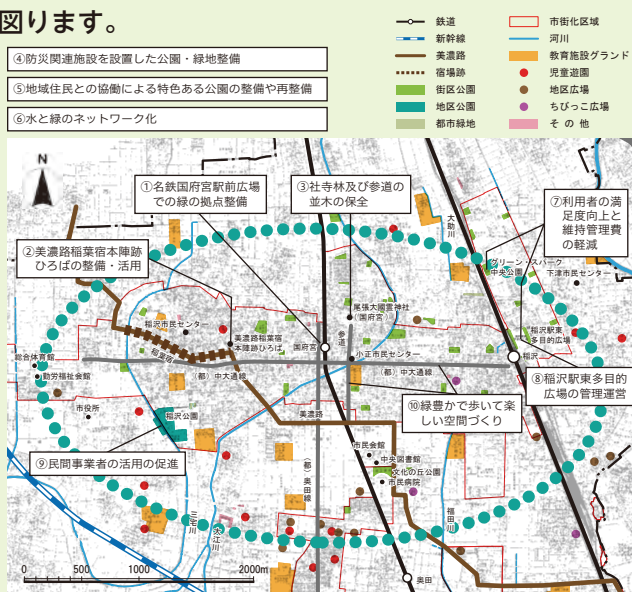 図ります。
④防災関連施設を設置した公園・緑地整備
⑤地域住民との協働による特色ある公園の整備や再整備
⑥水と緑のネットワーク化
鉄道
新幹線
美濃路
宿場跡
街区公園
地区公園
都市緑地
市街化区域
河川
教育施設グランド
児童遊園
地区広場
ちびっこ広場
そ の 他
N
①名鉄国府宮駅前広場
での緑の拠点整備
③社寺林及び参道の
並木の保全
⑦利用者の満
足度向上と
維持管理費
の軽減
②美濃路稲葉宿本陣跡
ひろばの整備・活用
大助川
グリーン・スパーク
中央公園
下津市民センター
尾張大國霊神社
(国府宮)
稲沢市民センター
美濃路稲葉宿
本陣跡ひろば
国府宮
参道
稲沢駅東
多目的広場
稲沢
小正市民センター
稲葉宿
総合体育館
勤労福祉会館
(都)中大通線
(都)中大通線
⑧稲沢駅東多目的
広場の管理運営
市役所
稲沢公園
美濃路
⑩緑豊かで歩いて楽
しい空間づくり
⑨民間事業者の活用の促進
市民会館
中央図書館
文化の丘公園
市民病院
(都)奥田線
三宅川
大江川
福田川
奥田
0 500 1000 2000m